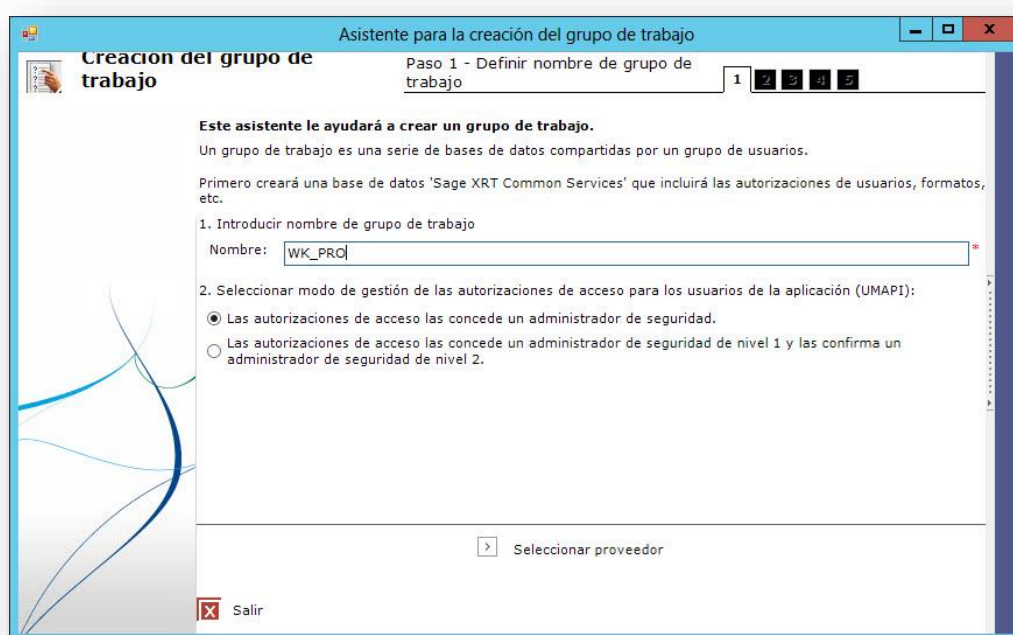 Asistente para la creación del grupo de trabajo
Creación del grupo de
trabajo
Paso 1 - Definir nombre de grupo de
trabajo
1 2 3 4 5
Este asistente le ayudará a crear un grupo de trabajo.
Un grupo de trabajo es una serie de bases de datos compartidas por un grupo de usuarios.
Primero creará una base de datos 'Sage XRT Common Services' que incluirá las autorizaciones de usuarios, formatos,
etc.
1. Introducir nombre de grupo de trabajo
Nombre: WK_PRO *
2. Seleccionar modo de gestión de las autorizaciones de acceso para los usuarios de la aplicación (UMAPI):
Las autorizaciones de acceso las concede un administrador de seguridad.
Las autorizaciones de acceso las concede un administrador de seguridad de nivel 1 y las confirma un
administrador de seguridad de nivel 2.
> Seleccionar proveedor
X Salir